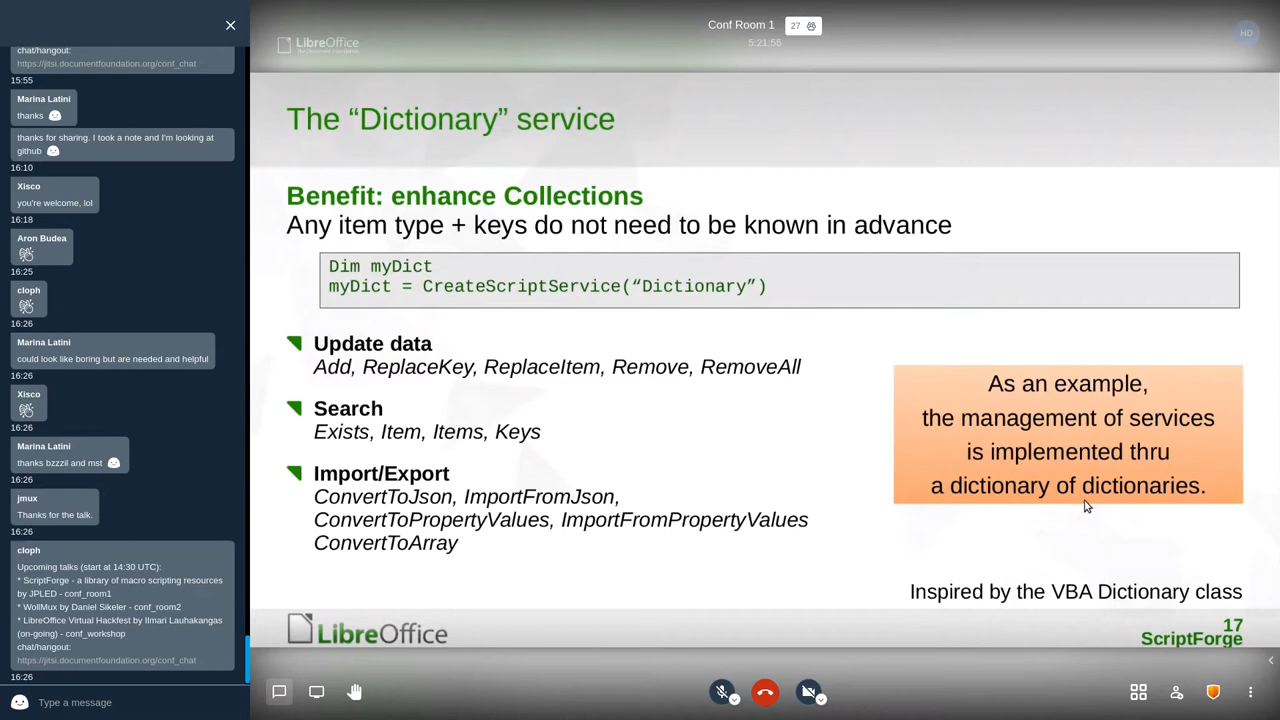 chat/hangout:
https://jitsi.documentfoundation.org/conf_chat
15:55
Marina Latini
thanks
thanks for sharing. I took a note and I'm looking at
github
16:10
Xisco
you're welcome, lol
16:18
Aron Budea
16:25
cloph
16:26
Marina Latini
could look like boring but are needed and helpful
16:26
Xisco
16:26
Marina Latini
thanks bzzzil and mst
16:26
jmux
Thanks for the talk.
16:26
cloph
Upcoming talks (start at 14:30 UTC):
* ScriptForge - a library of macro scripting resources
by JPLED - conf_room1
* WollMux by Daniel Sikeler - conf_room2
* LibreOffice Virtual Hackfest by Ilmari Lauhakangas
(on-going) - conf_workshop
chat/hangout:
https://jitsi.documentfoundation.org/conf_chat
16:26
Type a message
LibreOffice
Conf Room 1
27
5:21:56
HD
The “Dictionary” service
Benefit: enhance Collections
Any item type + keys do not need to be known in advance
Dim myDict
myDict = CreateScriptService(“Dictionary”)
Update data
Add, ReplaceKey, ReplaceItem, Remove, RemoveAll
Search
Exists, Item, Items, Keys
Import/Export
ConvertToJson, ImportFromJson,
ConvertToPropertyValues, ImportFromPropertyValues
ConvertToArray
As an example,
the management of services
is implemented thru
a dictionary of dictionaries.
Inspired by the VBA Dictionary class
LibreOffice
17
ScriptForge